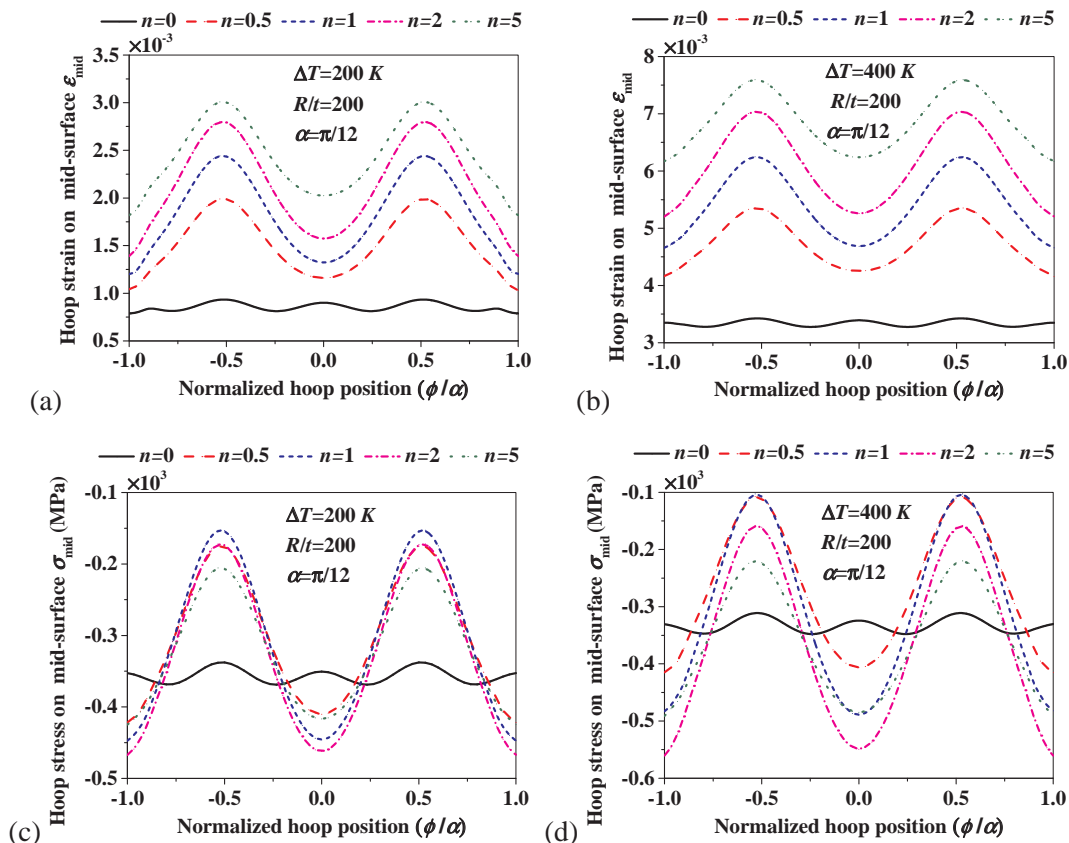 n=0 n=0.5 n=1 n=2 n=5
×10⁻³
3.5
3.0
2.5
2.0
1.5
1.0
0.5
Hoop strain on mid-surface ε_mid
ΔT=200 K
R/t=200
α=π/12
-1.0 -0.5 0.0 0.5 1.0
Normalized hoop position (ϕ/α)
(a)
n=0 n=0.5 n=1 n=2 n=5
×10⁻³
8
7
6
5
4
3
Hoop strain on mid-surface ε_mid
ΔT=400 K
R/t=200
α=π/12
-1.0 -0.5 0.0 0.5 1.0
Normalized hoop position (ϕ/α)
(b)
n=0 n=0.5 n=1 n=2 n=5
×10³
-0.1
-0.2
-0.3
-0.4
-0.5
Hoop stress on mid-surface σ_mid (MPa)
ΔT=200 K
R/t=200
α=π/12
-1.0 -0.5 0.0 0.5 1.0
Normalized hoop position (ϕ/α)
(c)
n=0 n=0.5 n=1 n=2 n=5
×10³
-0.1
-0.2
-0.3
-0.4
-0.5
-0.6
Hoop stress on mid-surface σ_mid (MPa)
ΔT=400 K
R/t=200
α=π/12
-1.0 -0.5 0.0 0.5 1.0
Normalized hoop position (ϕ/α)
(d)